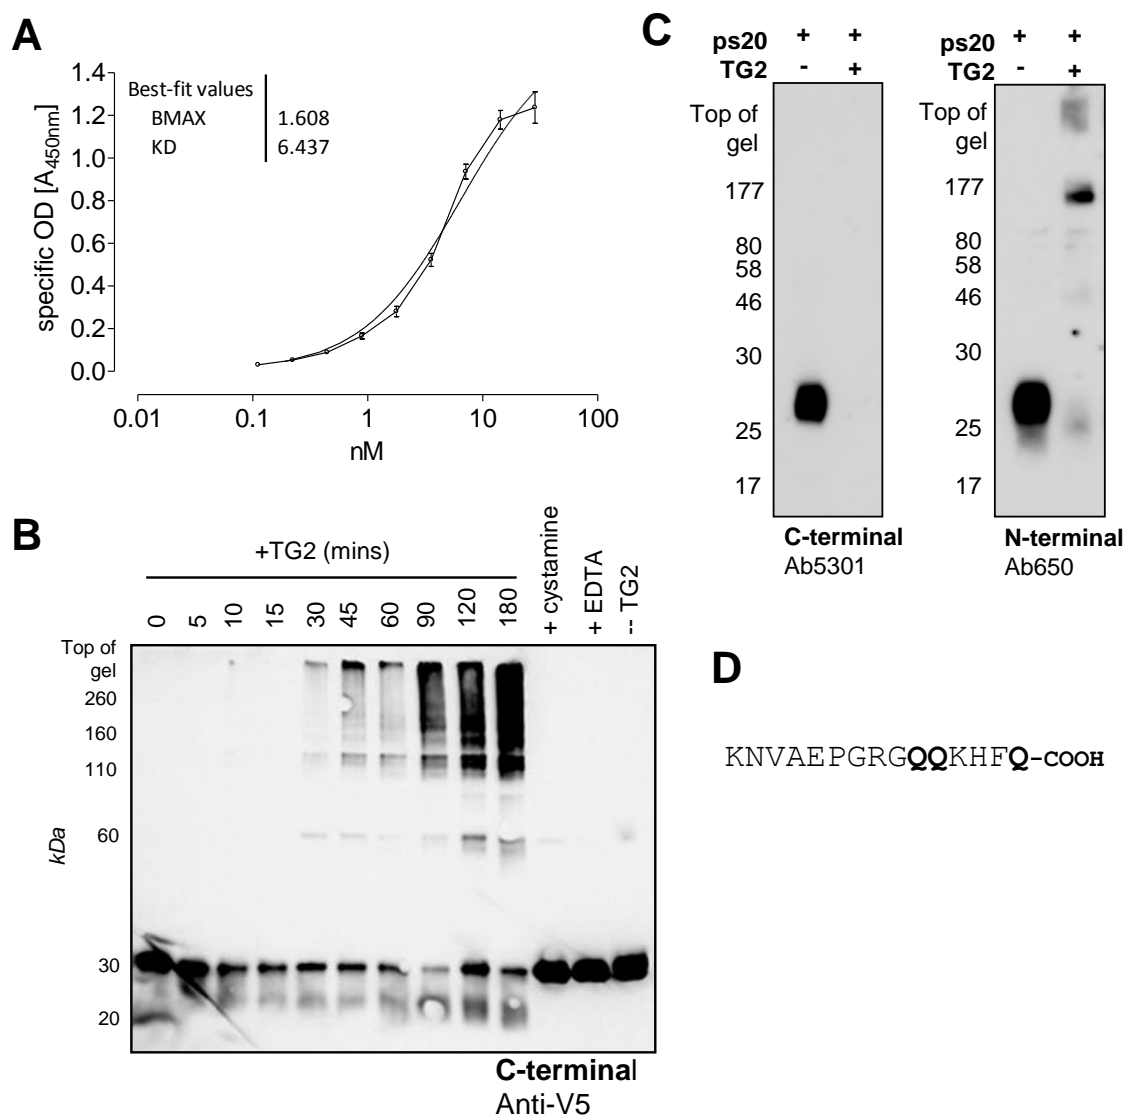 A
Best-fit values
BMAX 1.608
KD 6.437
specific OD [A450nm]
1.4
1.2
1.0
0.8
0.6
0.4
0.2
0.0
0.01 0.1 1 10 100
nM
B
+TG2 (mins)
0 5 10 15 30 45 60 90 120 180 + cystamine + EDTA -- TG2
Top of
gel
260
160
110
60
30
20
kDa
C-terminal
Anti-V5
C
ps20 + +
TG2 - +
Top of
gel
177
80
58
46
30
25
17
C-terminal
Ab5301
ps20 + +
TG2 - +
Top of
gel
177
80
58
46
30
25
17
N-terminal
Ab650
D
KNVAEPGRGQQKHFQ-COOH